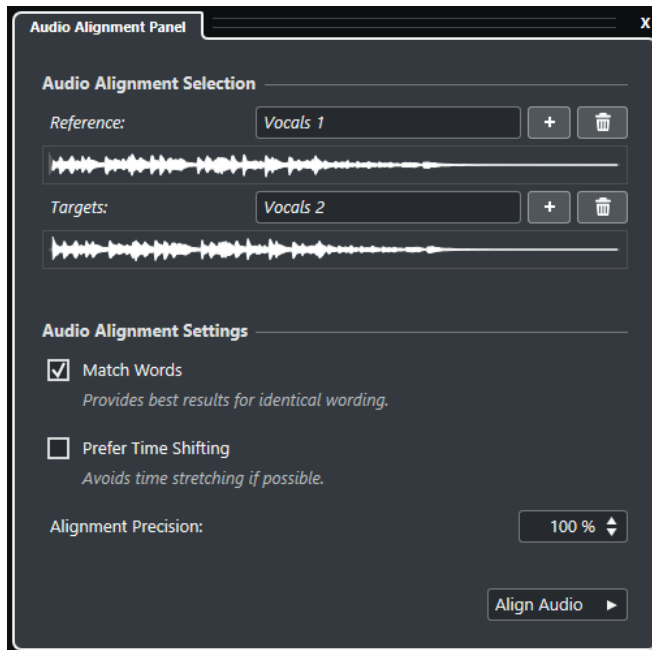 Audio Alignment Panel
X
Audio Alignment Selection
Reference:
Vocals 1
+
Targets:
Vocals 2
+
Audio Alignment Settings
Match Words
Provides best results for identical wording.
Prefer Time Shifting
Avoids time stretching if possible.
Alignment Precision:
100 %
Align Audio